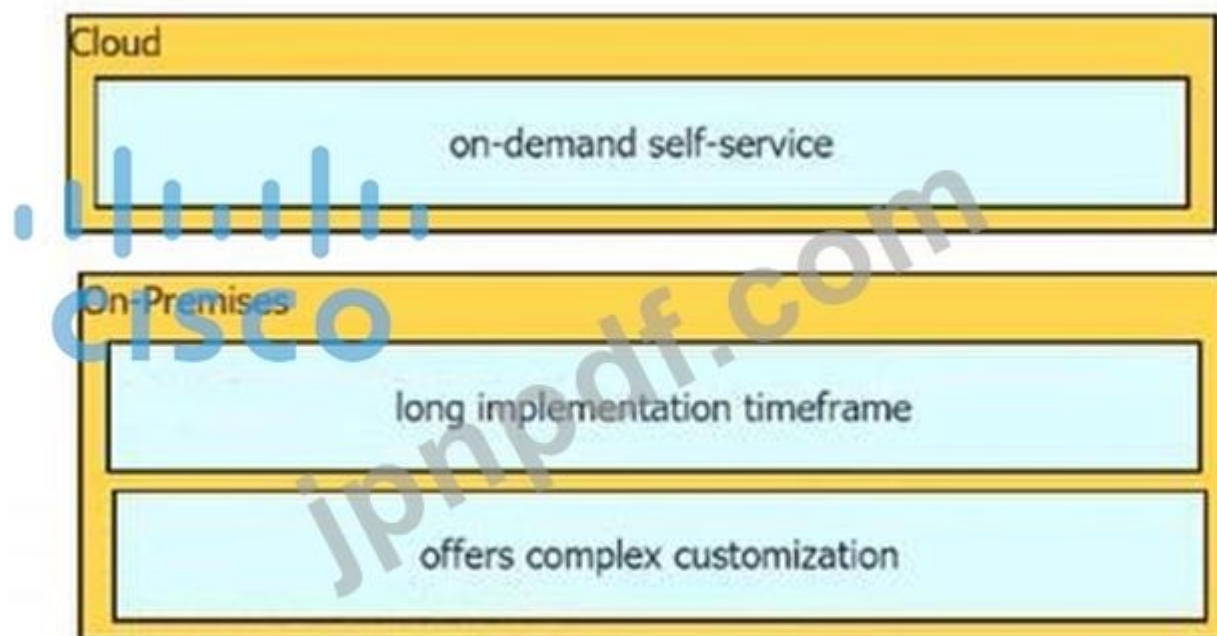 Cloud
on-demand self-service
On-Premises
cisco
long implementation timeframe
offers complex customization
jpnpdf.com